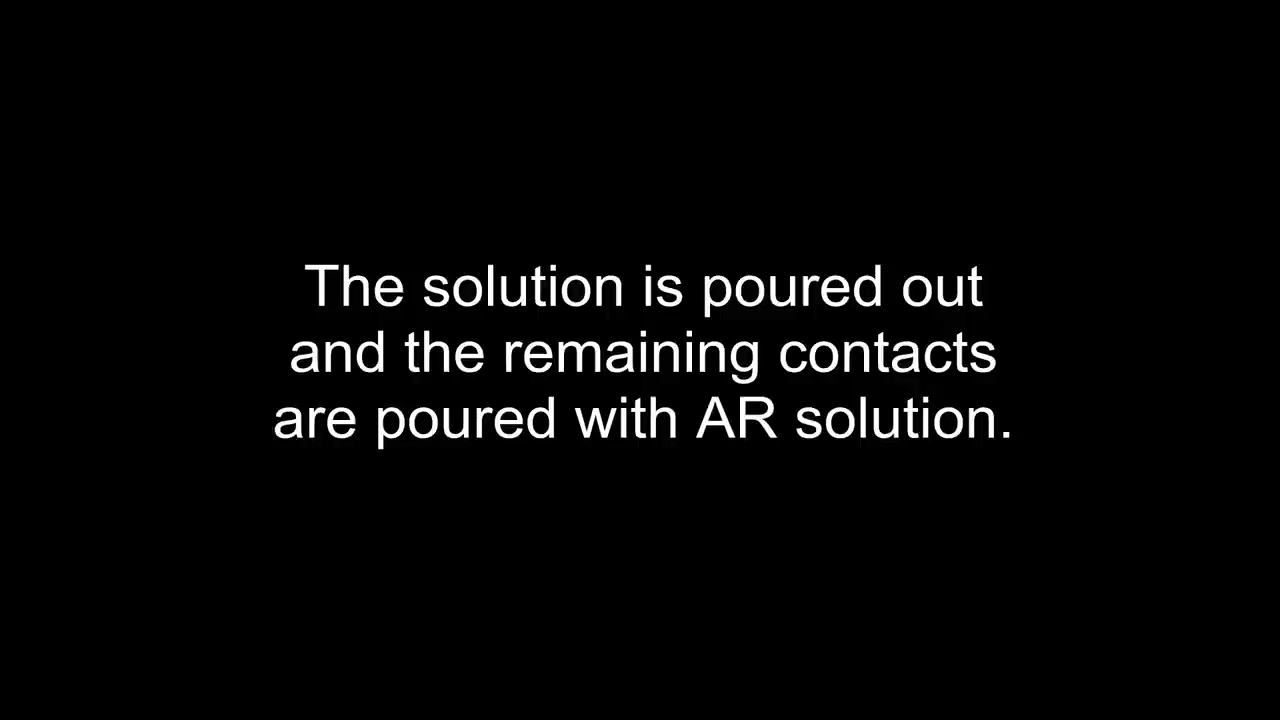 The solution is poured out
and the remaining contacts
are poured with AR solution.